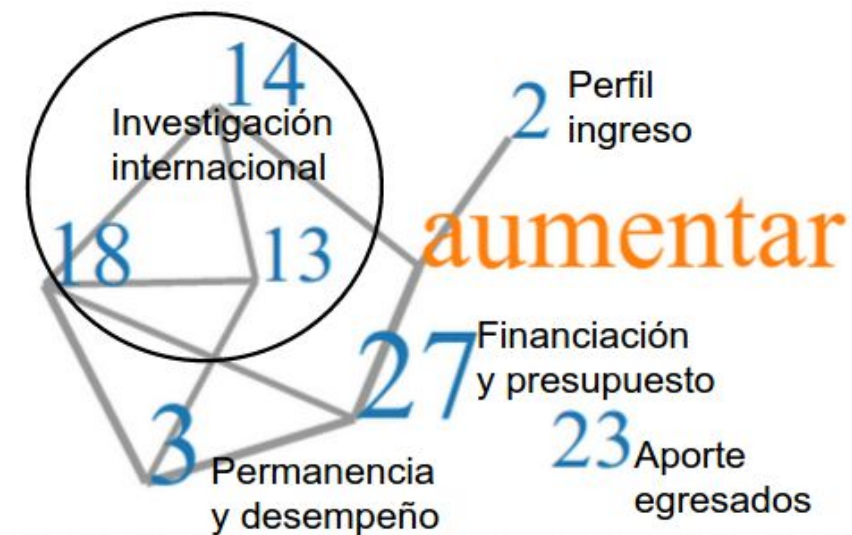 14
Investigación
internacional
2
Perfil
ingreso
aumentar
18
13
27
Financiación
y presupuesto
3
Permanencia
y desempeño
23
Aporte
egresados